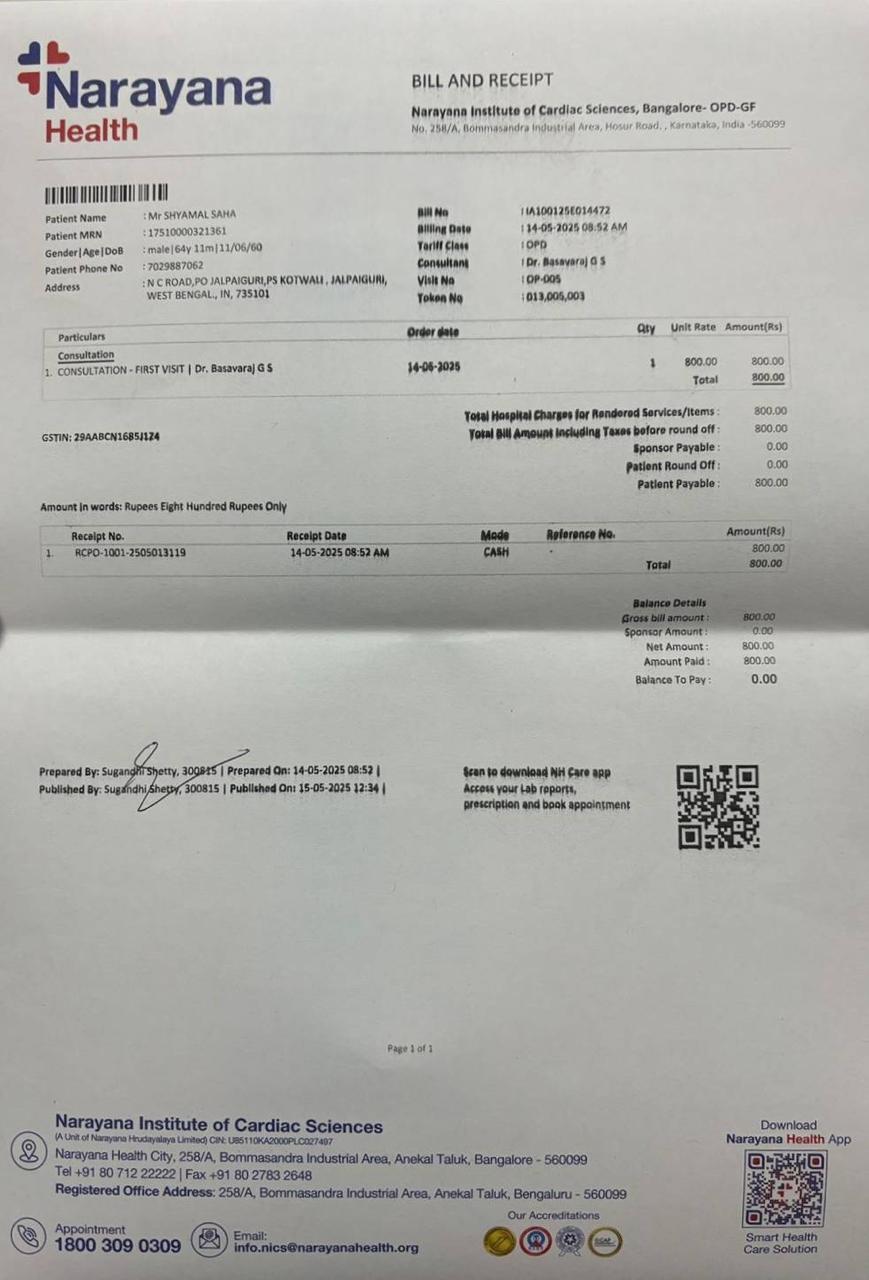 Narayana
Health
BILL AND RECEIPT
Narayana Institute of Cardiac Sciences, Bangalore- OPD-GF
No. 258/A, Bommasandra Industrial Area, Hosur Road, , Karnataka, India -560099
Patient Name : Mr SHYAMAL SAHA
Patient MRN : 17510000321361
Gender|Age|DoB : male|64y 11m|11/06/60
Patient Phone No : 7029887062
Address : N C ROAD,PO JALPAIGURI,PS KOTWALI , JALPAIGURI,
WEST BENGAL., IN, 735101
Bill No : IA100125E014472
Billing Date : 14-05-2025 08:52 AM
Tariff Class : OPD
Consultant : Dr. Basavaraj G S
Visit No : OP-005
Token No : 013,005,003
Particulars Order date Qty Unit Rate Amount(Rs)
Consultation
1. CONSULTATION - FIRST VISIT | Dr. Basavaraj G S 14-05-2025 1 800.00 800.00
Total 800.00
Total Hospital Charges for Rendered Services/Items : 800.00
GSTIN: 29AABCN1685J1Z4
Total Bill Amount Including Taxes before round off : 800.00
Sponsor Payable : 0.00
Patient Round Off : 0.00
Patient Payable : 800.00
Amount in words: Rupees Eight Hundred Rupees Only
Receipt No. Receipt Date Mode Reference No. Amount(Rs)
1. RCPO-1001-2505013119 14-05-2025 08:52 AM CASH - 800.00
Total 800.00
Balance Details
Gross bill amount : 800.00
Sponsor Amount : 0.00
Net Amount : 800.00
Amount Paid : 800.00
Balance To Pay : 0.00
Prepared By: Sugandhi Shetty, 300815 | Prepared On: 14-05-2025 08:52 |
Published By: Sugandhi Shetty, 300815 | Published On: 15-05-2025 12:34 |
Scan to download NH Care app
Access your Lab reports,
prescription and book appointment
Page 1 of 1
Narayana Institute of Cardiac Sciences
(A Unit of Narayana Hrudayalaya Limited) CIN: U85110KA2000PLC027497
Narayana Health City, 258/A, Bommasandra Industrial Area, Anekal Taluk, Bangalore - 560099
Tel +91 80 712 22222 | Fax +91 80 2783 2648
Registered Office Address: 258/A, Bommasandra Industrial Area, Anekal Taluk, Bengaluru - 560099
Appointment
1800 309 0309
Email:
info.nics@narayanahealth.org
Our Accreditations
Download
Narayana Health App
Smart Health
Care Solution